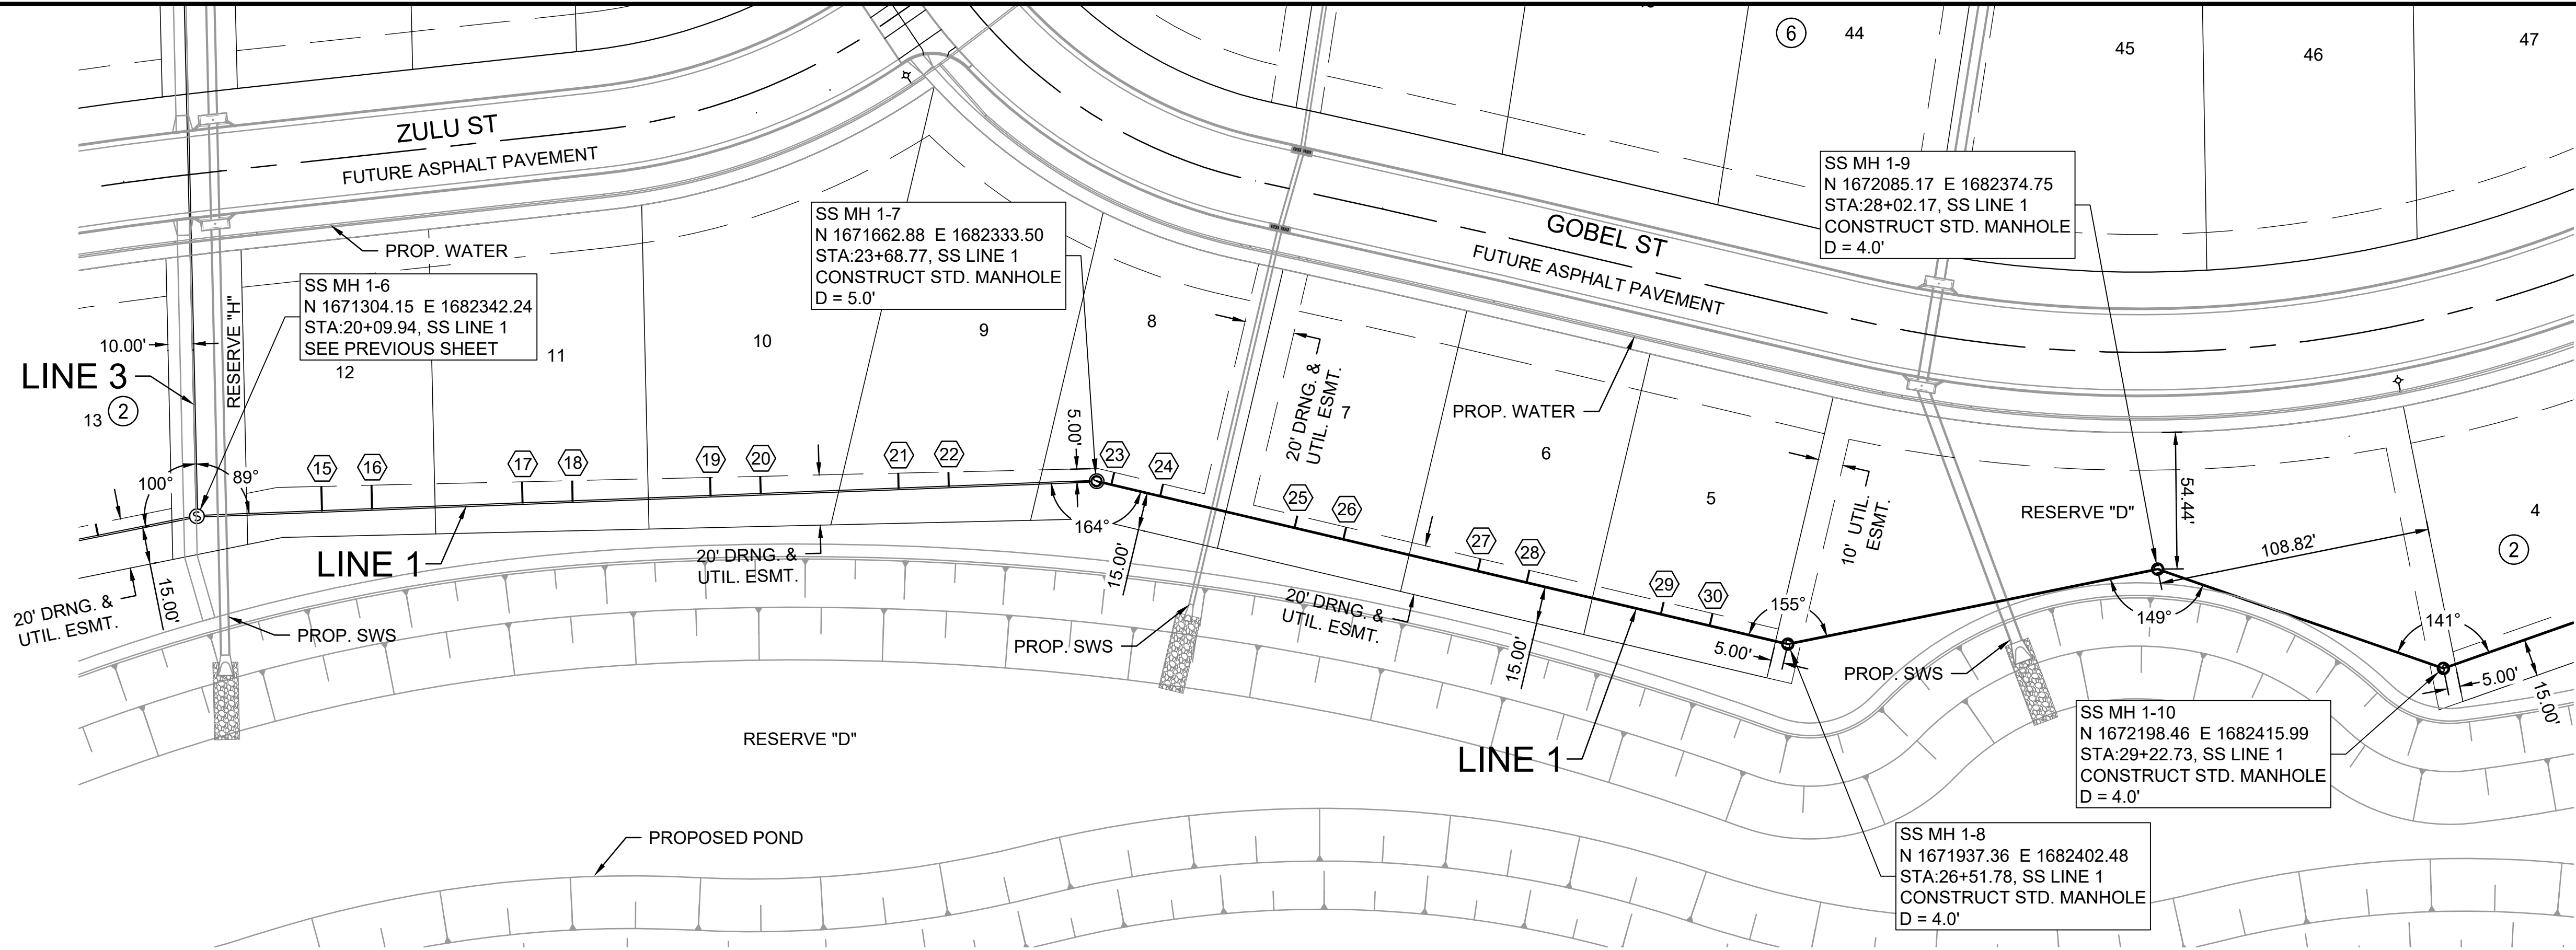 44
6
45
46
47
ZULU ST
FUTURE ASPHALT PAVEMENT
PROP. WATER
GOBEL ST
FUTURE ASPHALT PAVEMENT
SS MH 1-9
N 1672085.17 E 1682374.75
STA:28+02.17, SS LINE 1
CONSTRUCT STD. MANHOLE
D = 4.0'
SS MH 1-7
N 1671662.88 E 1682333.50
STA:23+68.77, SS LINE 1
CONSTRUCT STD. MANHOLE
D = 5.0'
SS MH 1-6
N 1671304.15 E 1682342.24
STA:20+09.94, SS LINE 1
SEE PREVIOUS SHEET
RESERVE "H"
10.00'
LINE 3
13
2
12
11
10
9
8
7
6
5
4
2
20' DRNG. &
UTIL. ESMT.
PROP. WATER
10' UTIL.
ESMT.
RESERVE "D"
54.44'
108.82'
100°
89°
15
16
17
18
19
20
21
22
5.00'
23
24
25
26
27
28
29
30
164°
155°
149°
141°
LINE 1
20' DRNG. &
UTIL. ESMT.
15.00'
20' DRNG. &
UTIL. ESMT.
15.00'
20' DRNG. &
UTIL. ESMT.
15.00'
5.00'
5.00'
15.00'
PROP. SWS
PROP. SWS
PROP. SWS
RESERVE "D"
LINE 1
SS MH 1-10
N 1672198.46 E 1682415.99
STA:29+22.73, SS LINE 1
CONSTRUCT STD. MANHOLE
D = 4.0'
PROPOSED POND
SS MH 1-8
N 1671937.36 E 1682402.48
STA:26+51.78, SS LINE 1
CONSTRUCT STD. MANHOLE
D = 4.0'